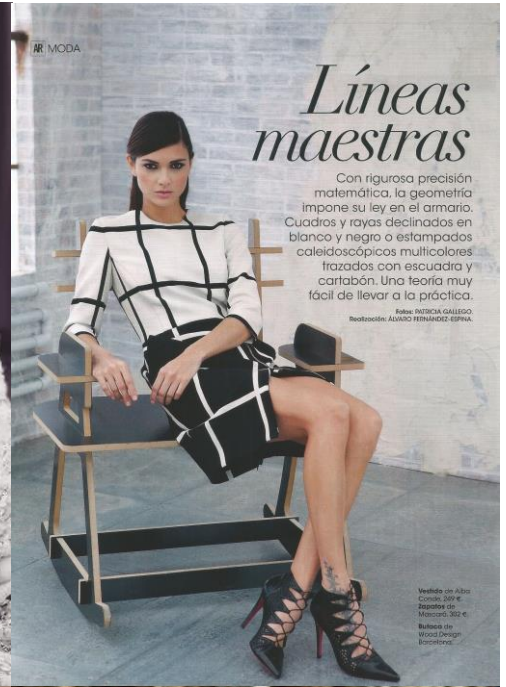 AR MODA
Líneas
maestras
Con rigurosa precisión
matemática, la geometría
impone su ley en el armario.
Cuadros y rayas declinados en
blanco y negro o estampados
caleidoscópicos multicolores
trazados con escuadra y
cartabón. Una teoría muy
fácil de llevar a la práctica.
Fotos: PATRICIA GALLEGO.
Realización: ÁLVARO FERNÁNDEZ-ESPINA.
Vestido de Alba
Conde, 249 €.
Zapatos de
Mascaró, 302 €.
Butaca de
Wood Design
Barcelona.